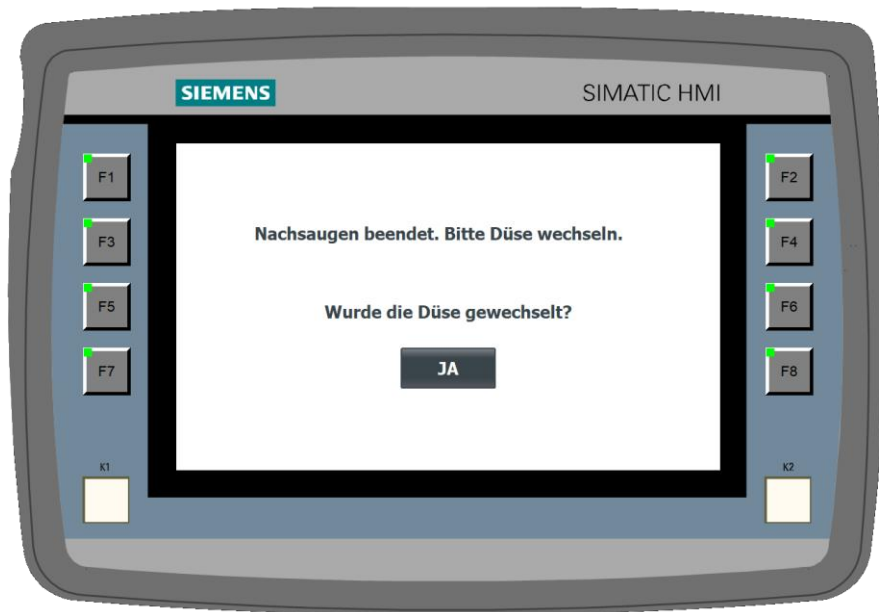 SIEMENS SIMATIC HMI
F1 F2
Nachsaugen beendet. Bitte Düse wechseln.
F3 F4
F5 F6
Wurde die Düse gewechselt?
JA
F7 F8
K1 K2